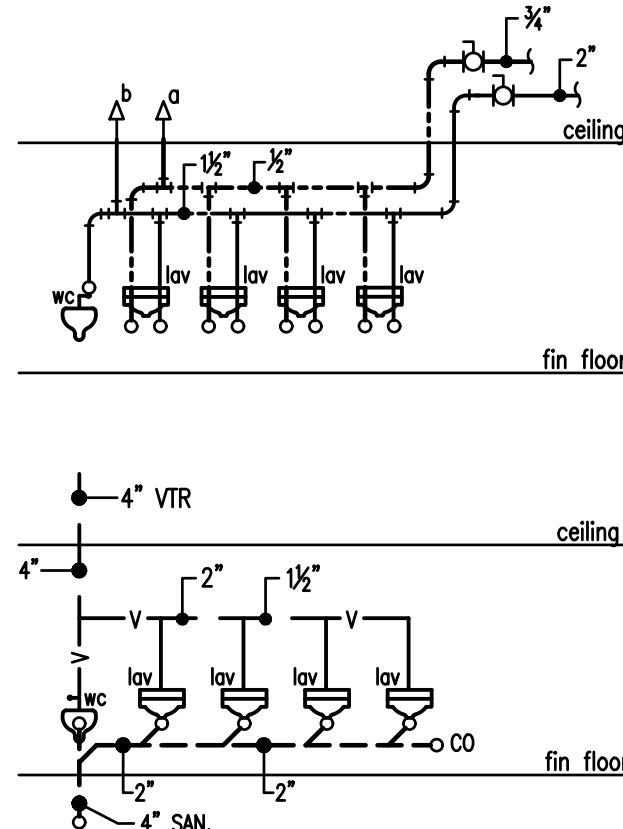 ¾"
2"
b
a
ceiling
1½"
½"
lav
lav
lav
lav
wc
fin floor
4" VTR
ceiling
4"
2"
1½"
V
V
V
lav
lav
lav
lav
wc
CO
fin floor
2"
2"
4" SAN.